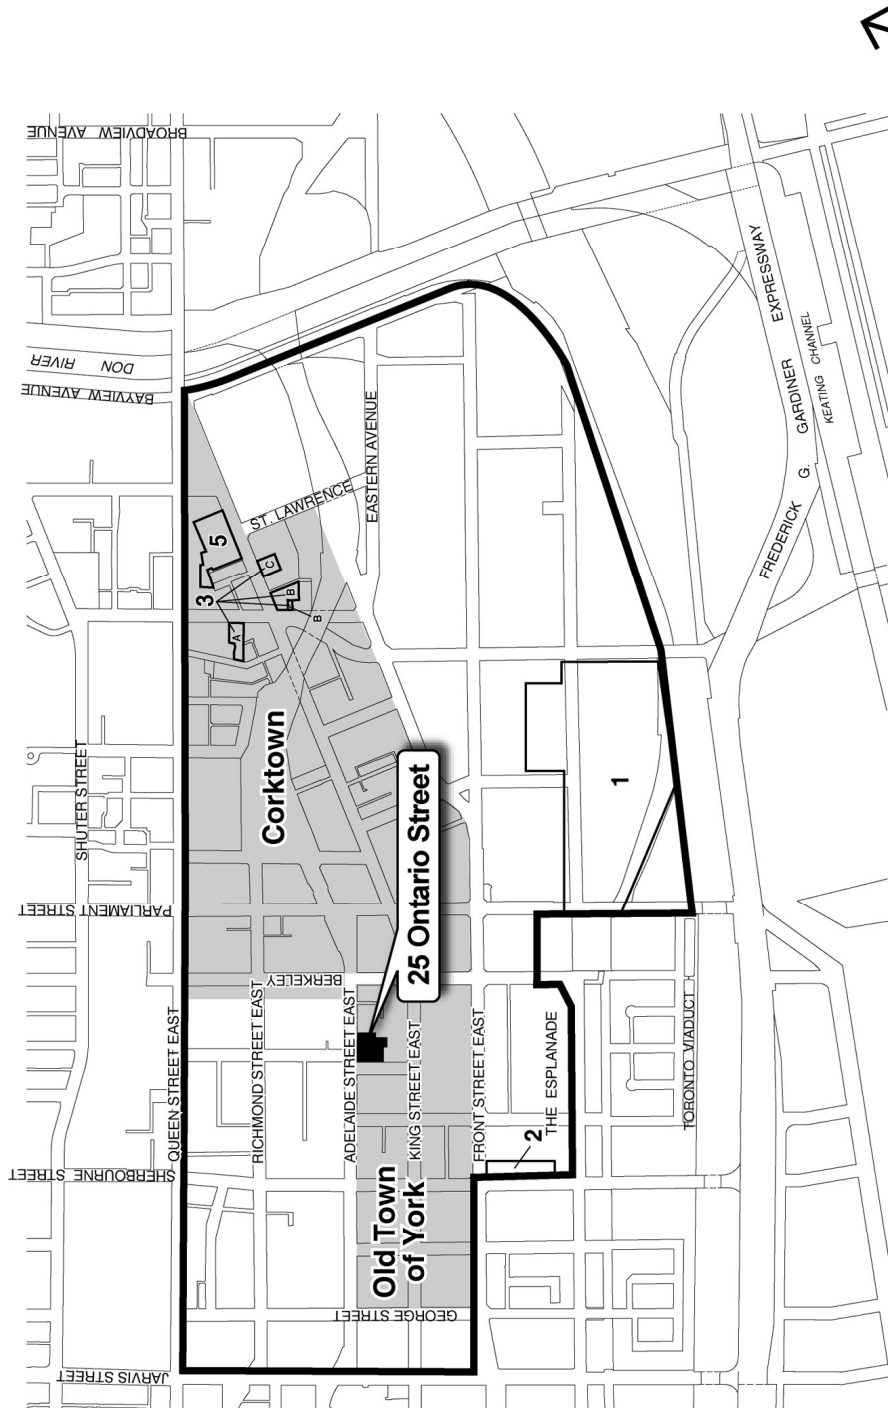 BROADVIEW AVENUE
DON RIVER
BAYVIEW AVENUE
SHUTER STREET
PARLIAMENT STREET
SHERBOURNE STREET
JARVIS STREET
QUEEN STREET EAST
RICHMOND STREET EAST
ADELAIDE STREET EAST
KING STREET EAST
FRONT STREET EAST
THE ESPLANADE
TORONTO VIADUCT
BERKELEY
GEORGE STREET
ST. LAWRENCE
EASTERN AVENUE
FREDERICK G. GARDINER EXPRESSWAY
KEATING CHANNEL
Corktown
Old Town
of York
25 Ontario Street
1
2
3
5
A
B
B
C